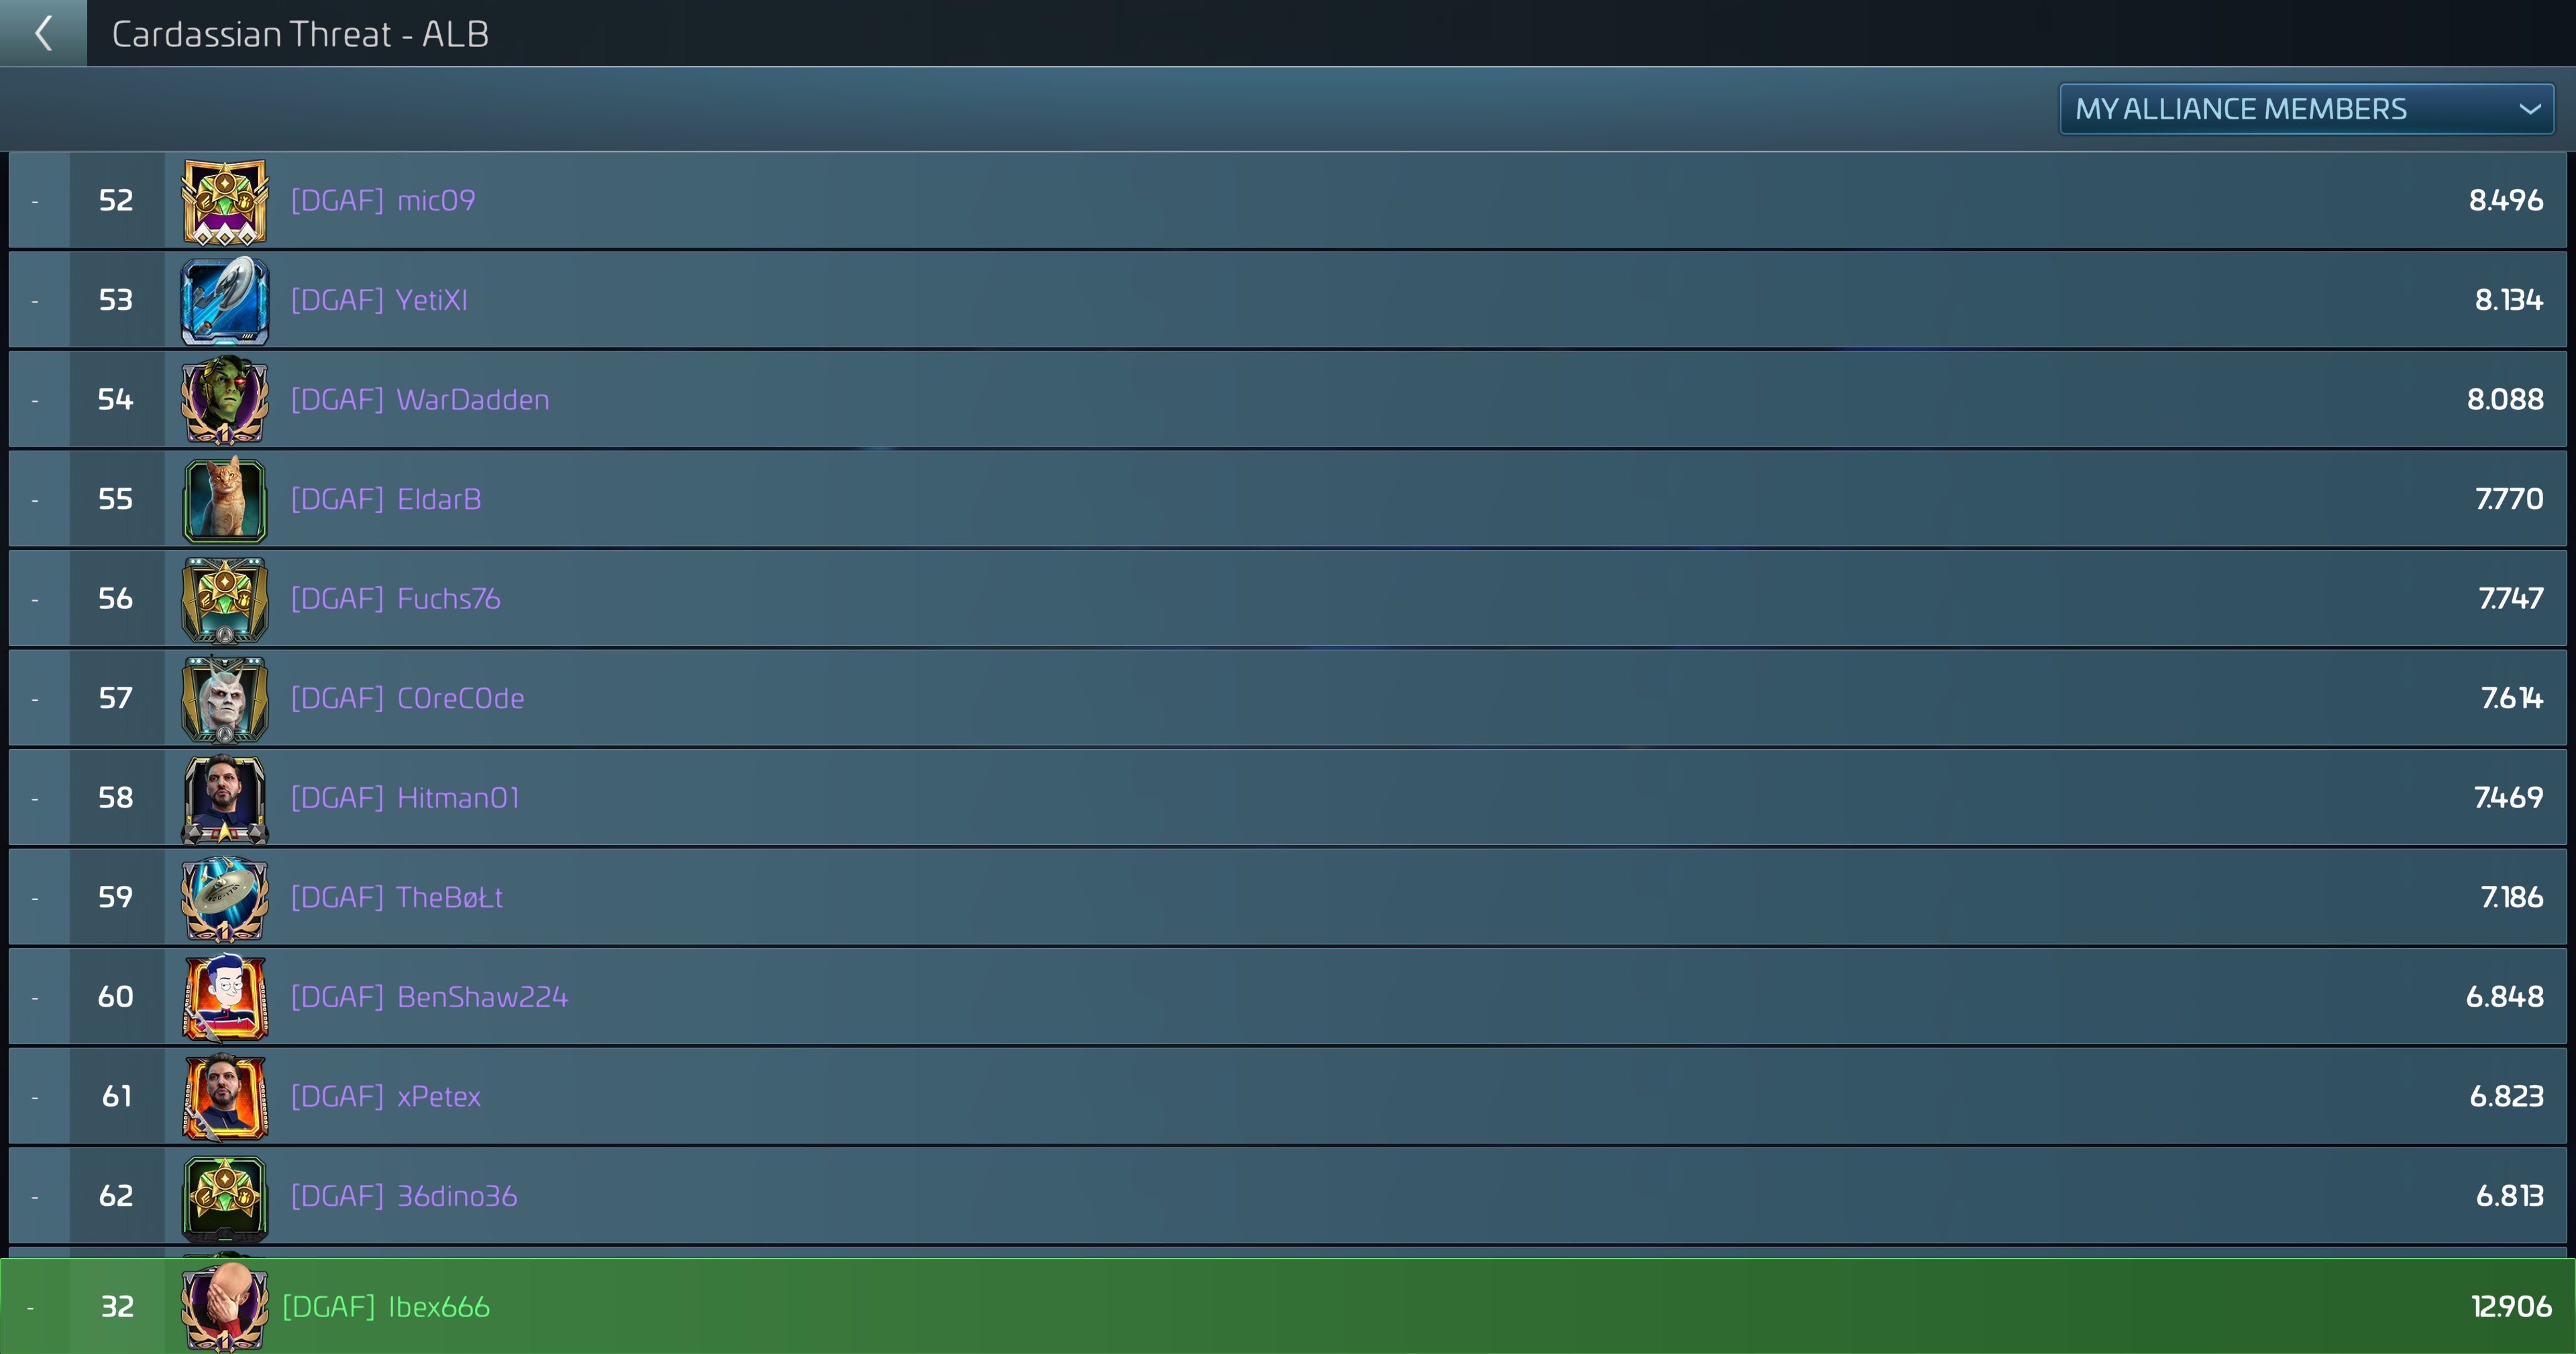 Cardassian Threat - ALB
MY ALLIANCE MEMBERS
- 52 [DGAF] mic09 8.496
- 53 [DGAF] YetiXI 8.134
- 54 [DGAF] WarDadden 8.088
- 55 [DGAF] EldarB 7.770
- 56 [DGAF] Fuchs76 7.747
- 57 [DGAF] C0reC0de 7.614
- 58 [DGAF] Hitman01 7.469
- 59 [DGAF] TheBøŁt 7.186
- 60 [DGAF] BenShaw224 6.848
- 61 [DGAF] xPetex 6.823
- 62 [DGAF] 36dino36 6.813
- 32 [DGAF] Ibex666 12.906